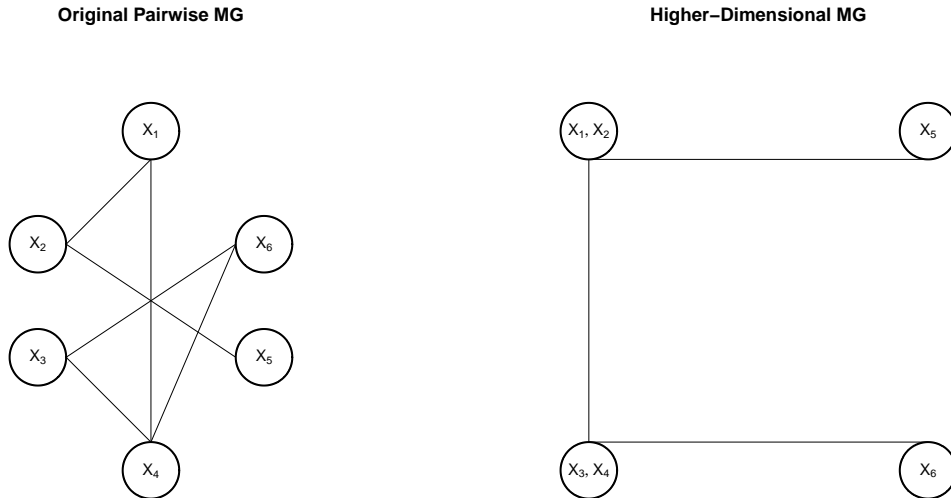 Original Pairwise MG
X₁
X₂
X₆
X₃
X₅
X₄
Higher−Dimensional MG
X₁, X₂
X₅
X₃, X₄
X₆